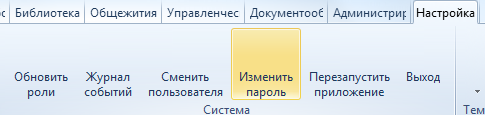 Библиотека Общежития Управленчес Документооб Администрир Настройка
Обновить Журнал Сменить Изменить Перезапустить Выход
роли событий пользователя пароль приложение
Система Тем